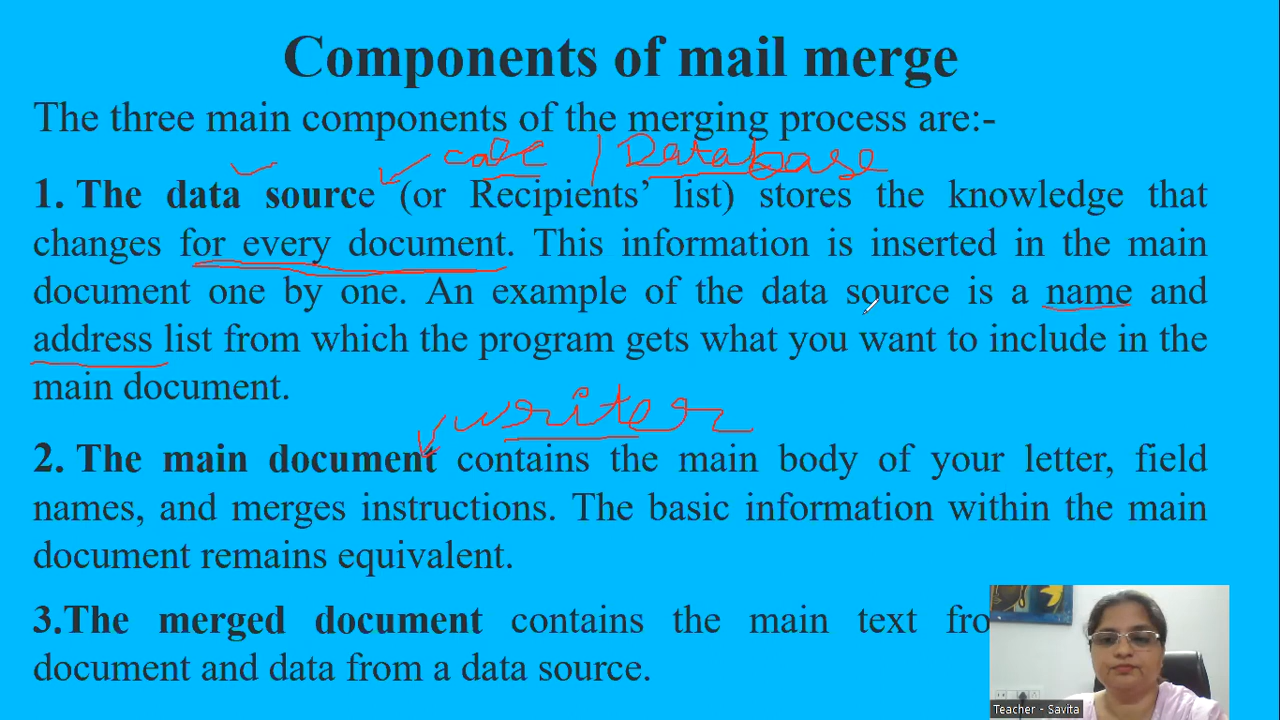 Components of mail merge
The three main components of the merging process are:-
calc / Database
1. The data source (or Recipients’ list) stores the knowledge that
changes for every document. This information is inserted in the main
document one by one. An example of the data source is a name and
address list from which the program gets what you want to include in the
main document.
writer
2. The main document contains the main body of your letter, field
names, and merges instructions. The basic information within the main
document remains equivalent.
3.The merged document contains the main text fro
document and data from a data source.
Teacher - Savita